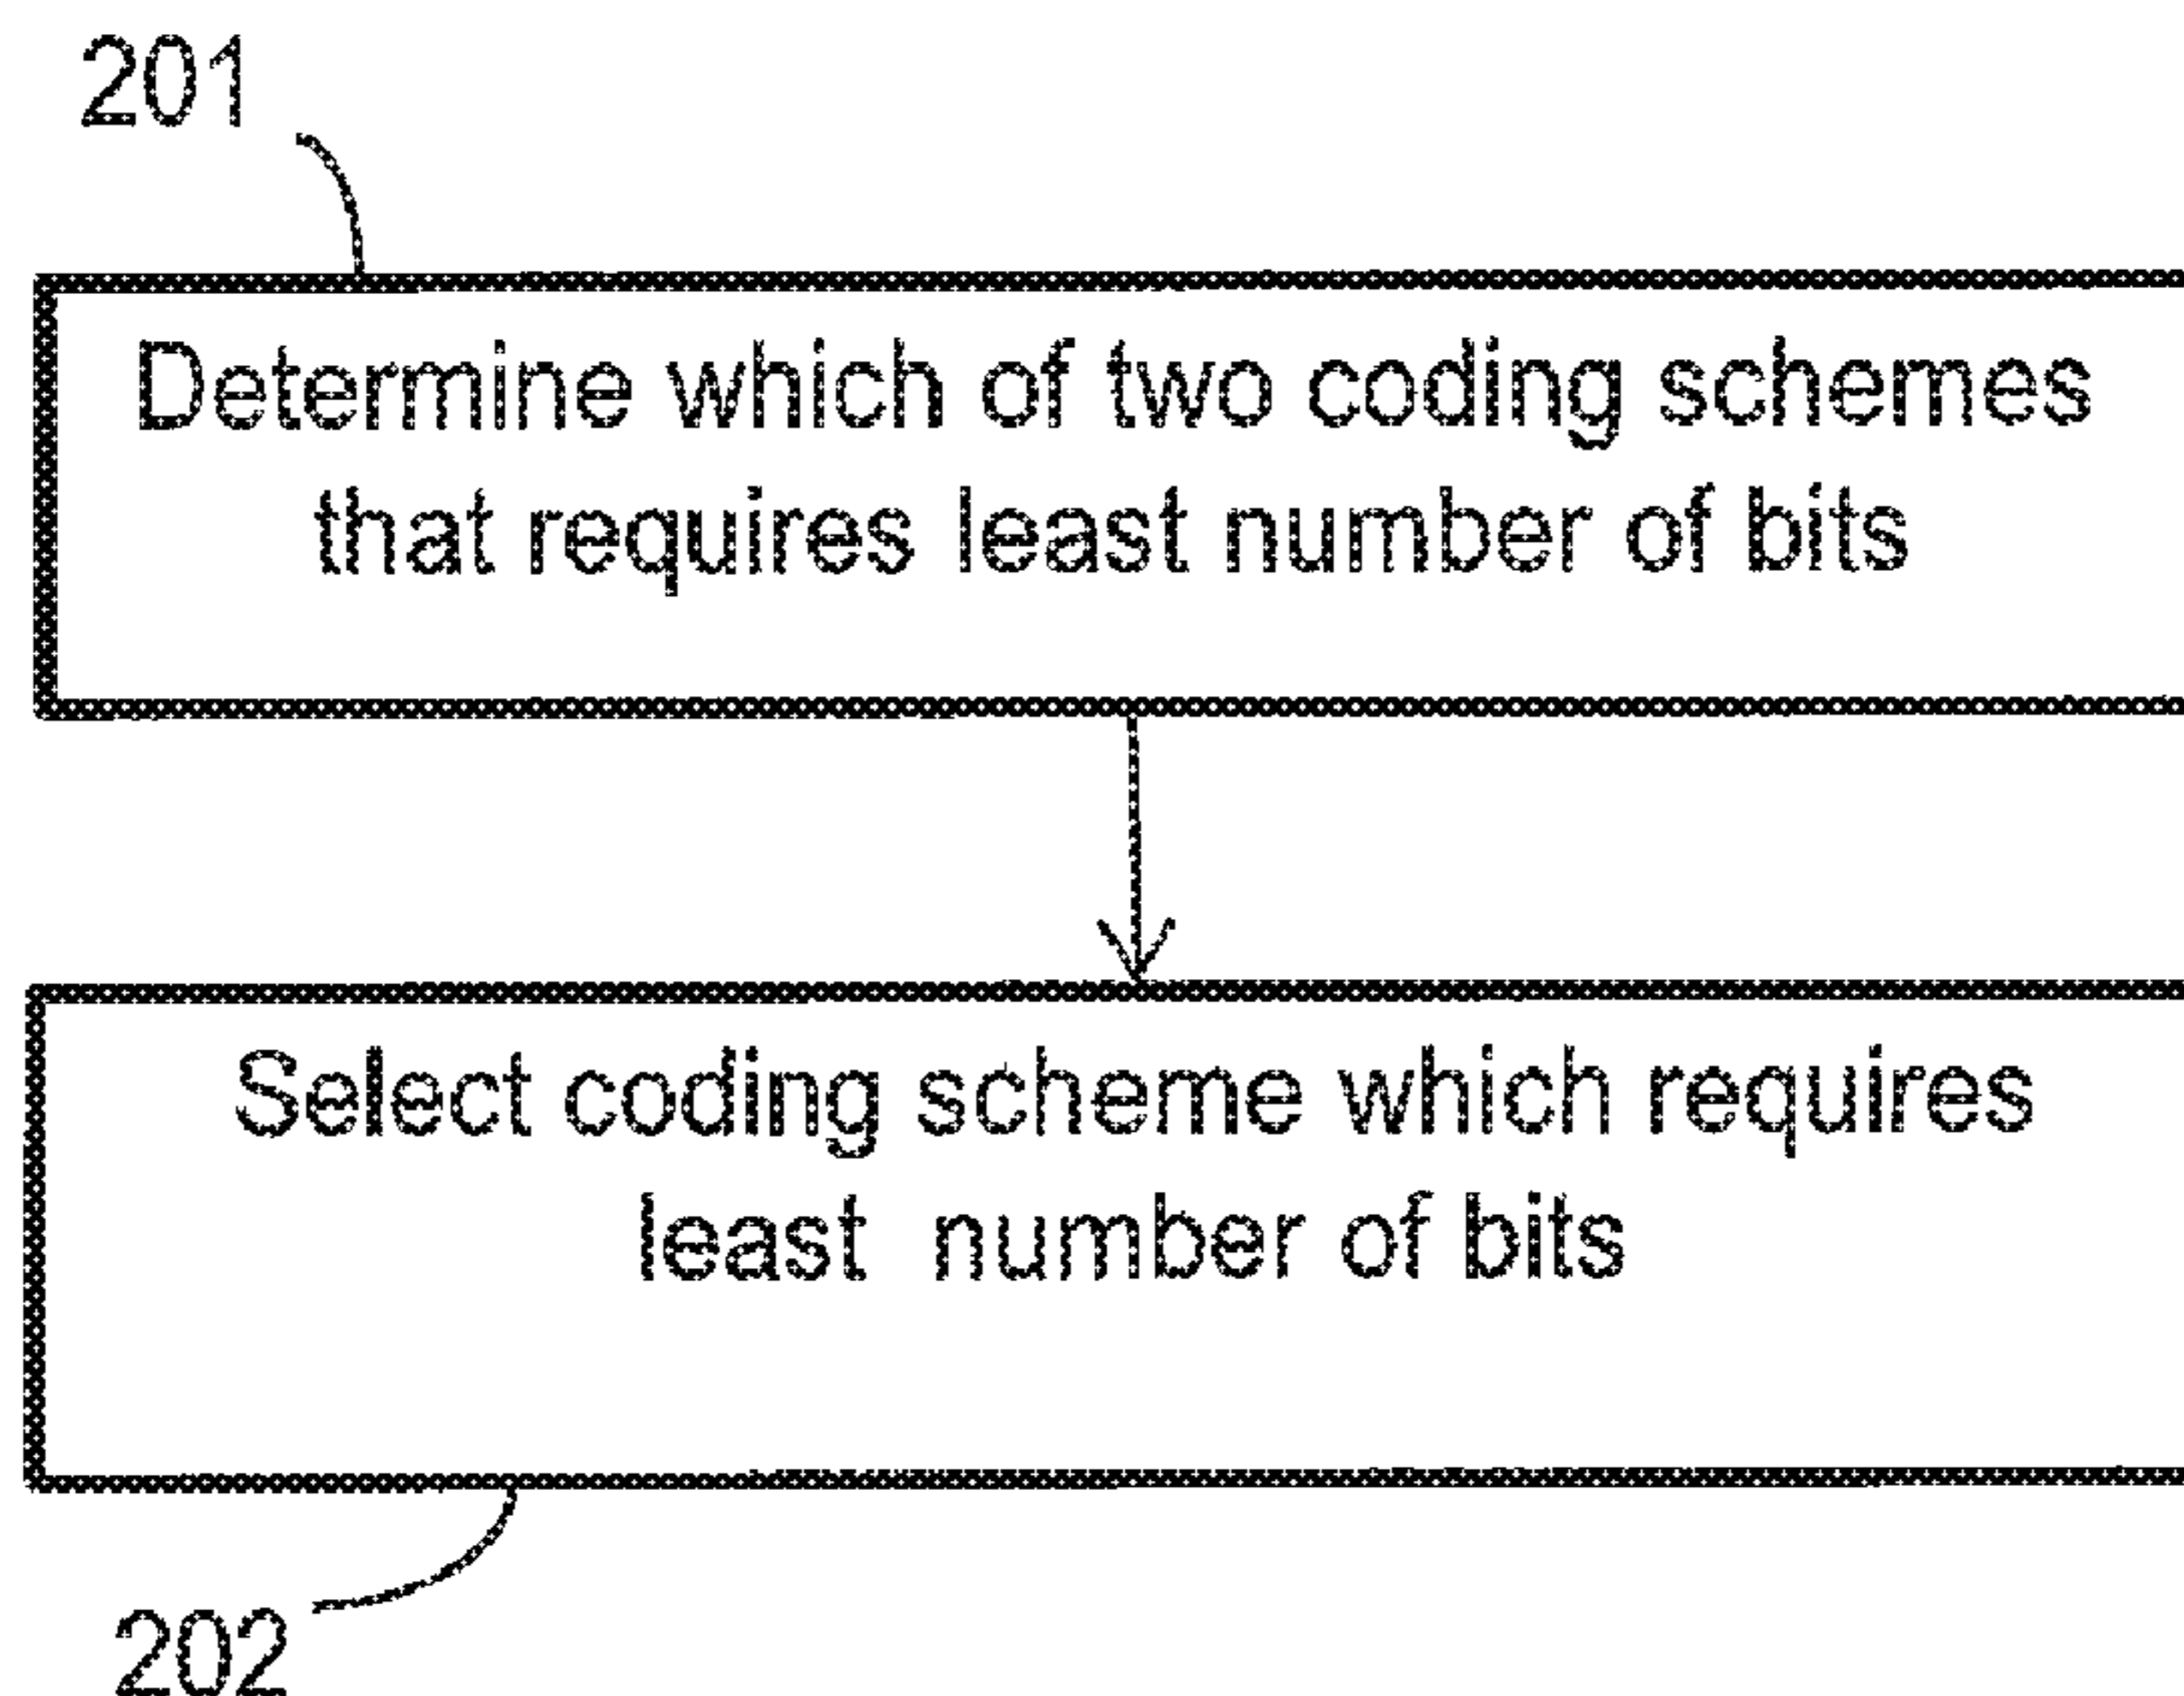 201
Determine which of two coding schemes
that requires least number of bits
Select coding scheme which requires
least number of bits
202